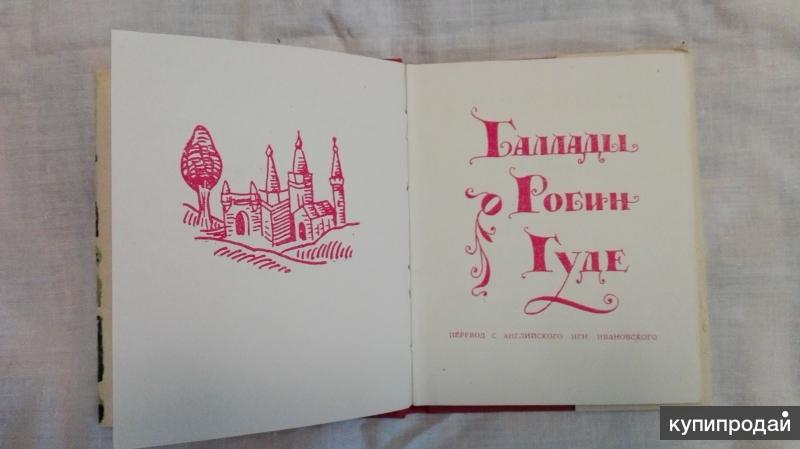 Баллады
о Робин
Гуде
ПЕРЕВОД С АНГЛИЙСКОГО ИГН. ИВАНОВСКОГО
купипродай